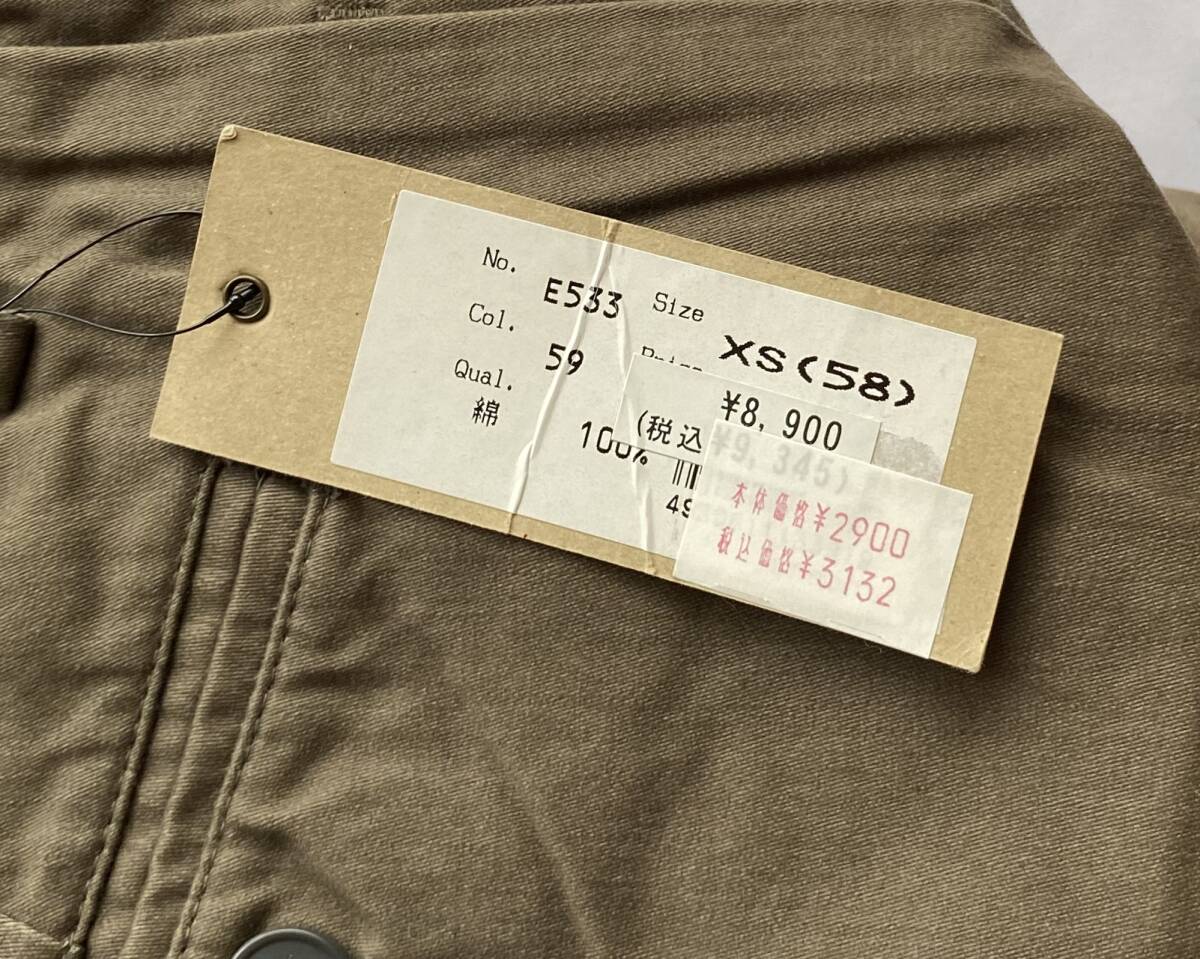 No. E533
Size XS(58)
Col. 59
¥8,900
Qual.
(税込¥9,345)
綿 100%
49
本体価格¥2900
税込価格¥3132